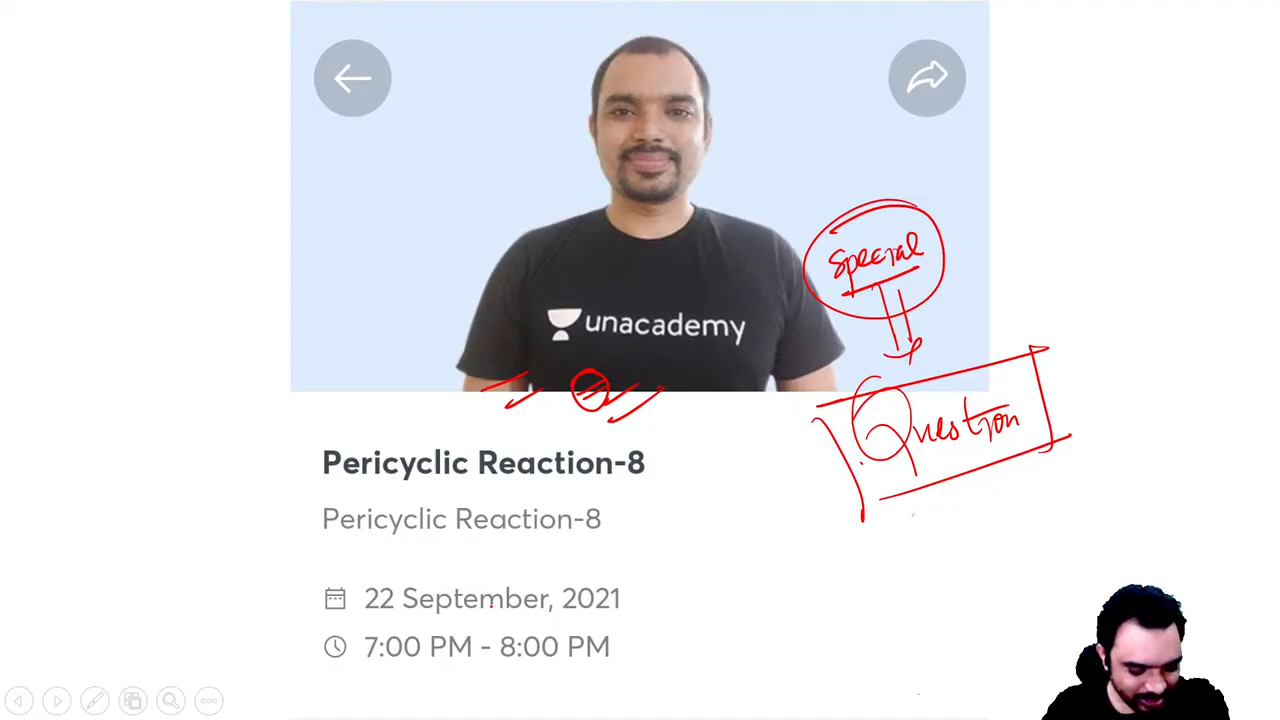 special
unacademy
Question
Pericyclic Reaction-8
Pericyclic Reaction-8
22 September, 2021
7:00 PM - 8:00 PM